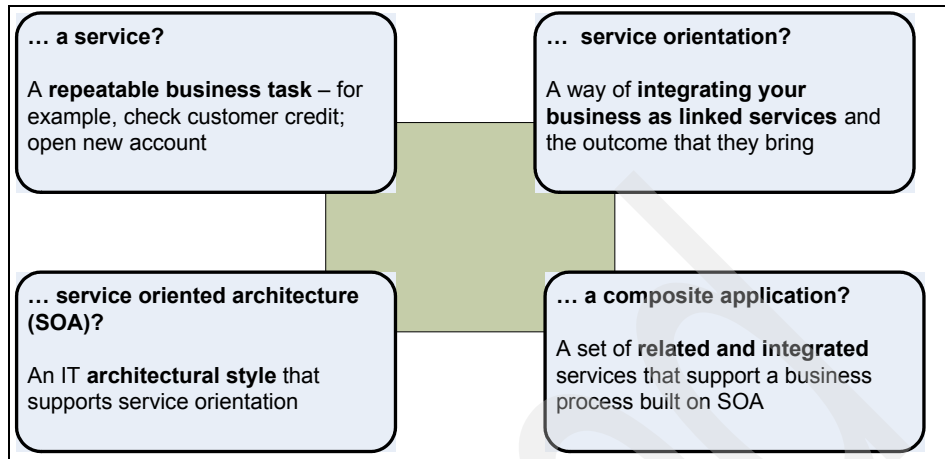 … a service?
A repeatable business task – for
example, check customer credit;
open new account
… service orientation?
A way of integrating your
business as linked services and
the outcome that they bring
… service oriented architecture
(SOA)?
An IT architectural style that
supports service orientation
… a composite application?
A set of related and integrated
services that support a business
process built on SOA